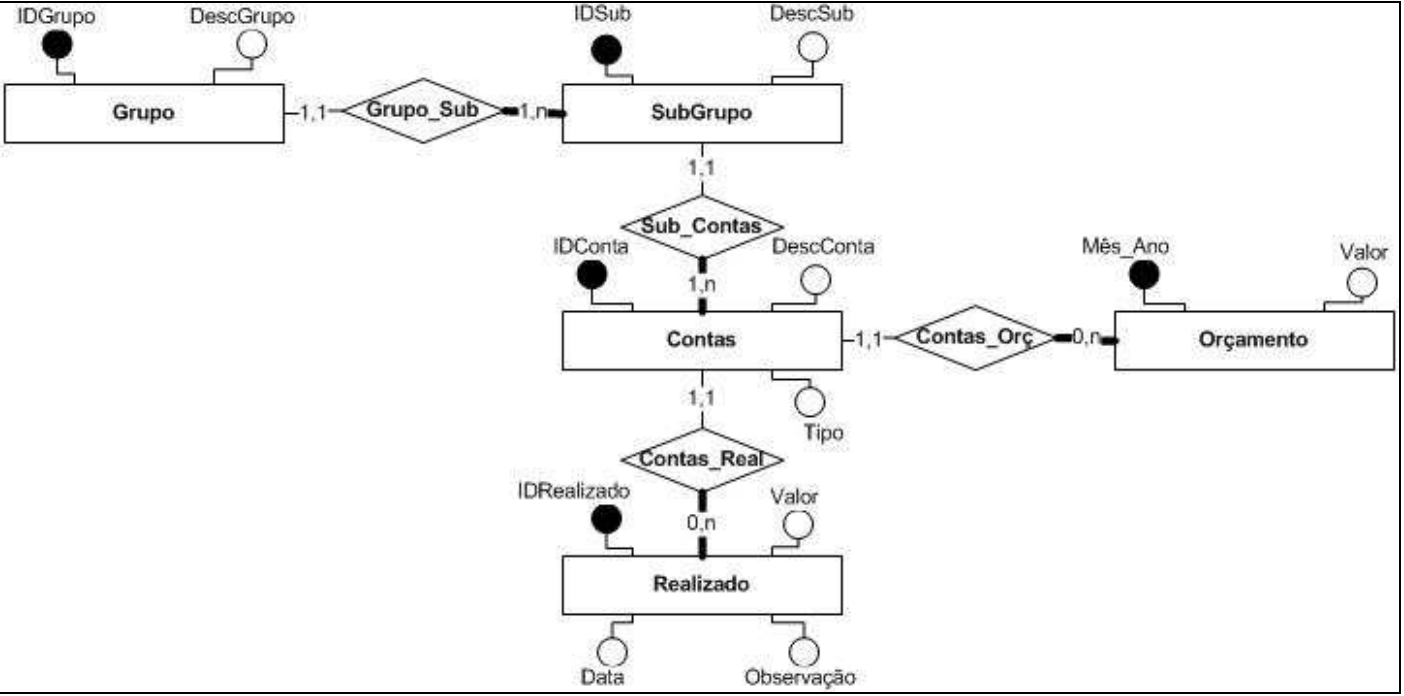 IDGrupo
DescGrupo
IDSub
DescSub
Grupo
1,1
Grupo_Sub
1,n
SubGrupo
1,1
Sub_Contas
IDConta
DescConta
Mês_Ano
Valor
1,n
Contas
1,1
Contas_Orç
0,n
Orçamento
1,1
Tipo
Contas_Real
IDRealizado
Valor
0,n
Realizado
Data
Observação